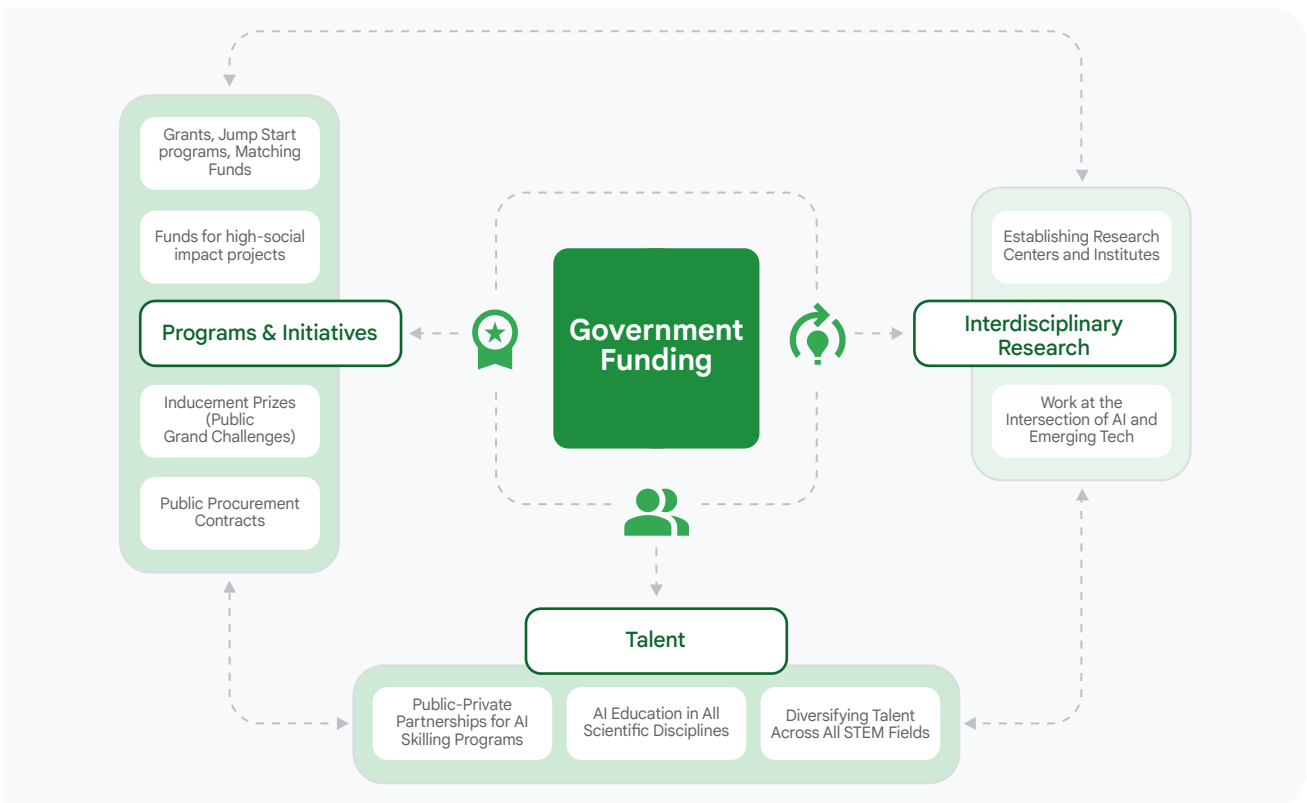 Grants, Jump Start
programs, Matching
Funds
Funds for high-social
impact projects
Programs & Initiatives
Inducement Prizes
(Public
Grand Challenges)
Public Procurement
Contracts
Government
Funding
Establishing Research
Centers and Institutes
Interdisciplinary
Research
Work at the
Intersection of AI and
Emerging Tech
Talent
Public-Private
Partnerships for AI
Skilling Programs
AI Education in All
Scientific Disciplines
Diversifying Talent
Across All STEM Fields